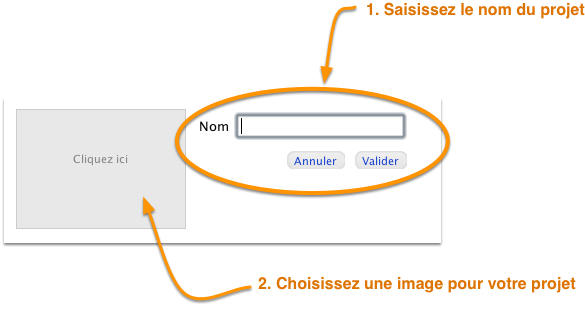 1. Saisissez le nom du projet
Nom
Cliquez ici
Annuler Valider
2. Choisissez une image pour votre projet